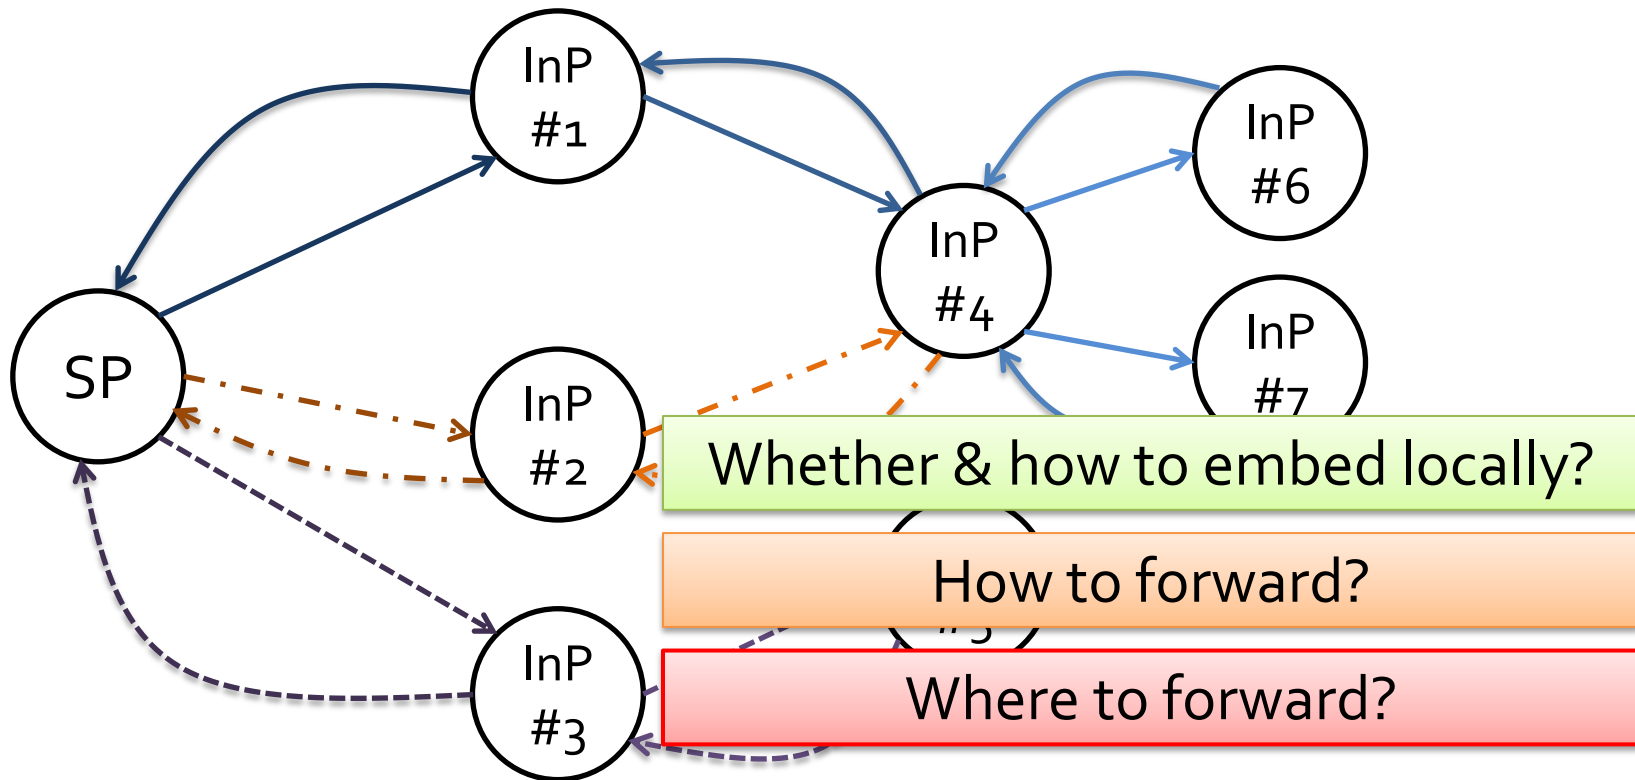 InP
#1
InP
#6
InP
#4
InP
#7
SP
InP
#2
Whether & how to embed locally?
How to forward?
InP
#3
Where to forward?